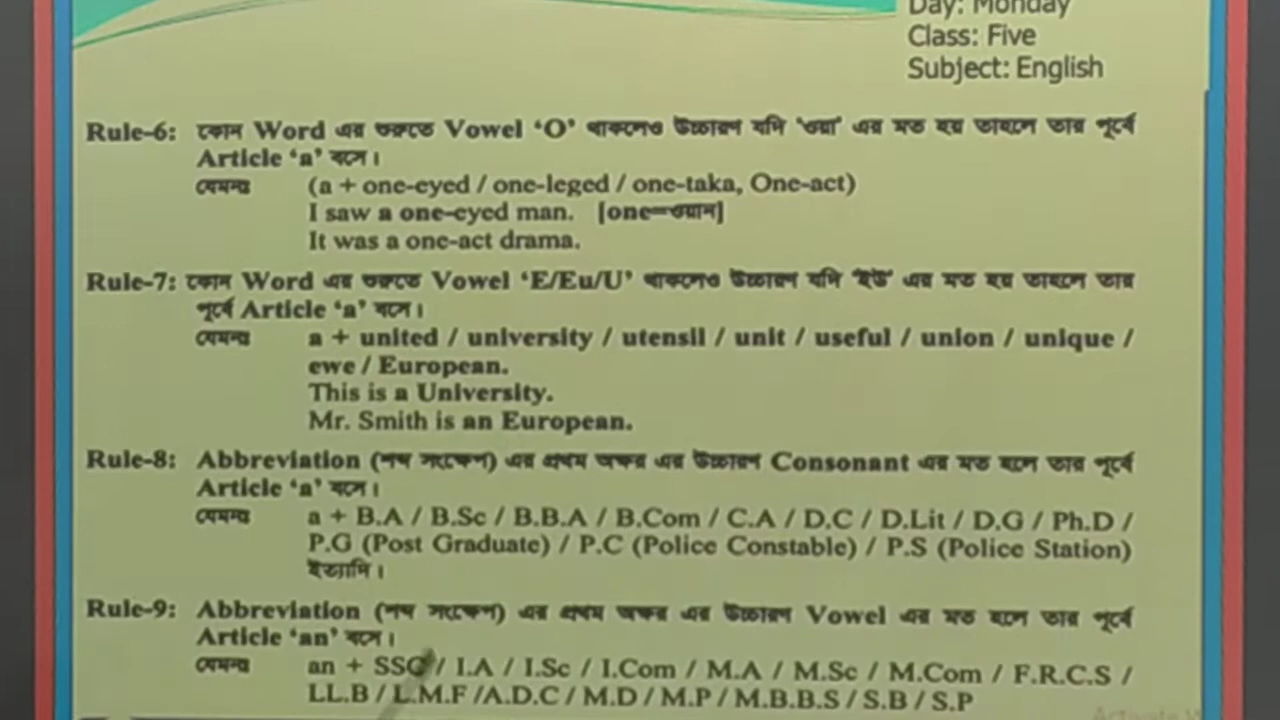 Day: Monday
Class: Five
Subject: English
Rule-6: কোন Word এর শুরুতে Vowel ‘O’ থাকলেও উচ্চারণ যদি 'ওয়া' এর মত হয় তাহলে তার পূর্বে
Article ‘a’ বসে।
যেমনঃ (a + one-eyed / one-leged / one-taka, One-act)
I saw a one-eyed man. [one=ওয়ান]
It was a one-act drama.
Rule-7: কোন Word এর শুরুতে Vowel ‘E/Eu/U’ থাকলেও উচ্চারণ যদি 'ইউ' এর মত হয় তাহলে তার
পূর্বে Article ‘a’ বসে।
যেমনঃ a + united / university / utensil / unit / useful / union / unique /
ewe / European.
This is a University.
Mr. Smith is an European.
Rule-8: Abbreviation (শব্দ সংক্ষেপ) এর প্রথম অক্ষর এর উচ্চারণ Consonant এর মত হলে তার পূর্বে
Article ‘a’ বসে।
যেমনঃ a + B.A / B.Sc / B.B.A / B.Com / C.A / D.C / D.Lit / D.G / Ph.D /
P.G (Post Graduate) / P.C (Police Constable) / P.S (Police Station)
ইত্যাদি।
Rule-9: Abbreviation (শব্দ সংক্ষেপ) এর প্রথম অক্ষর এর উচ্চারণ Vowel এর মত হলে তার পূর্বে
Article ‘an’ বসে।
যেমনঃ an + SSC / I.A / I.Sc / I.Com / M.A / M.Sc / M.Com / F.R.C.S /
LL.B / L.M.F /A.D.C / M.D / M.P / M.B.B.S / S.B / S.P